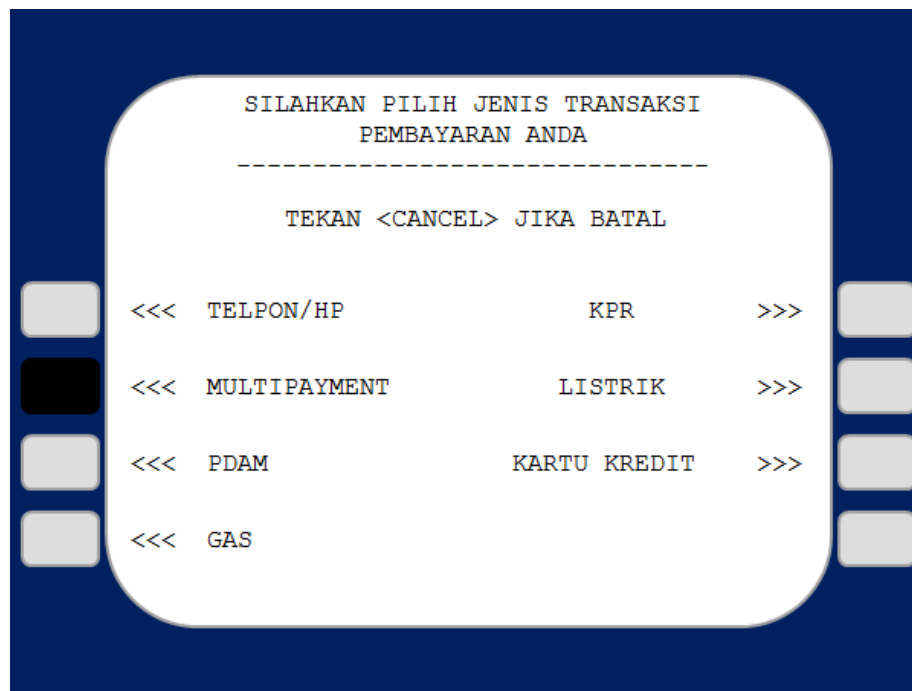 SILAHKAN PILIH JENIS TRANSAKSI
PEMBAYARAN ANDA
-------------------------------
TEKAN <CANCEL> JIKA BATAL
<<< TELPON/HP KPR >>>
<<< MULTIPAYMENT LISTRIK >>>
<<< PDAM KARTU KREDIT >>>
<<< GAS